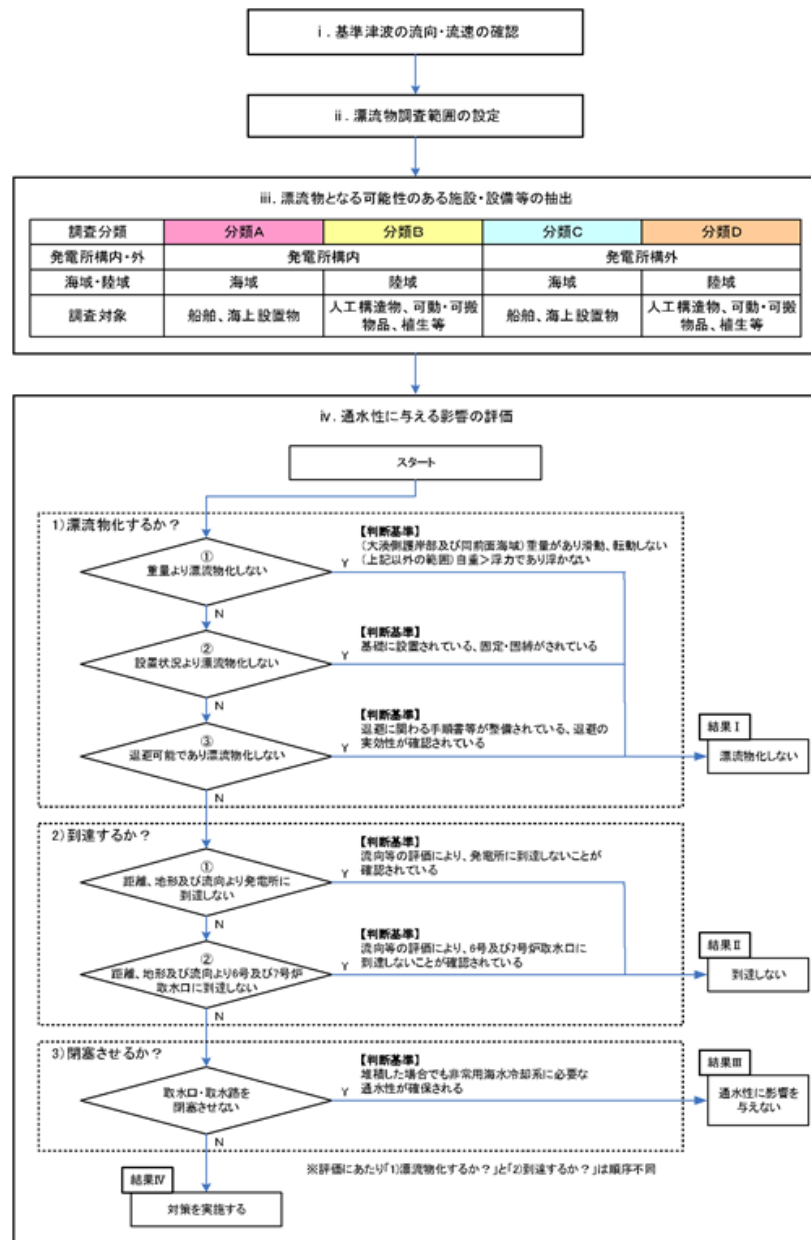 ⅰ. 基準津波の流向・流速の確認
ⅱ. 漂流物調査範囲の設定
ⅲ. 漂流物となる可能性のある施設・設備等の抽出
調査分類 分類A 分類B 分類C 分類D
発電所構内・外 発電所構内 発電所構外
海域・陸域 海域 陸域 海域 陸域
調査対象 船舶、海上設置物 人工構造物、可動・可搬 船舶、海上設置物 人工構造物、可動・可搬
物品、植生等 物品、植生等
ⅳ. 通水性に与える影響の評価
スタート
1)漂流物化するか？
①
重量より漂流物化しない
Y
N
【判断基準】
(大湊側護岸部及び同前面海域)重量があり滑動、転動しない
(上記以外の範囲)自重＞浮力であり浮かない
②
設置状況より漂流物化しない
Y
N
【判断基準】
基礎に設置されている、固定・固縛がされている
③
退避可能であり漂流物化しない
Y
N
【判断基準】
退避に関わる手順書等が整備されている、退避の
実効性が確認されている
結果Ⅰ
漂流物化しない
2)到達するか？
①
距離、地形及び流向より発電所に
到達しない
Y
N
【判断基準】
流向等の評価により、発電所に到達しないことが
確認されている
②
距離、地形及び流向より6号及び7号炉
取水口に到達しない
Y
N
【判断基準】
流向等の評価により、6号及び7号炉取水口に
到達しないことが確認されている
結果Ⅱ
到達しない
3)閉塞させるか？
取水口・取水路を
閉塞させない
Y
N
【判断基準】
堆積した場合でも非常用海水冷却系に必要な
通水性が確保される
結果Ⅲ
通水性に影響を
与えない
※評価にあたり「1)漂流物化するか？」と「2)到達するか？」は順序不同
結果Ⅳ
対策を実施する